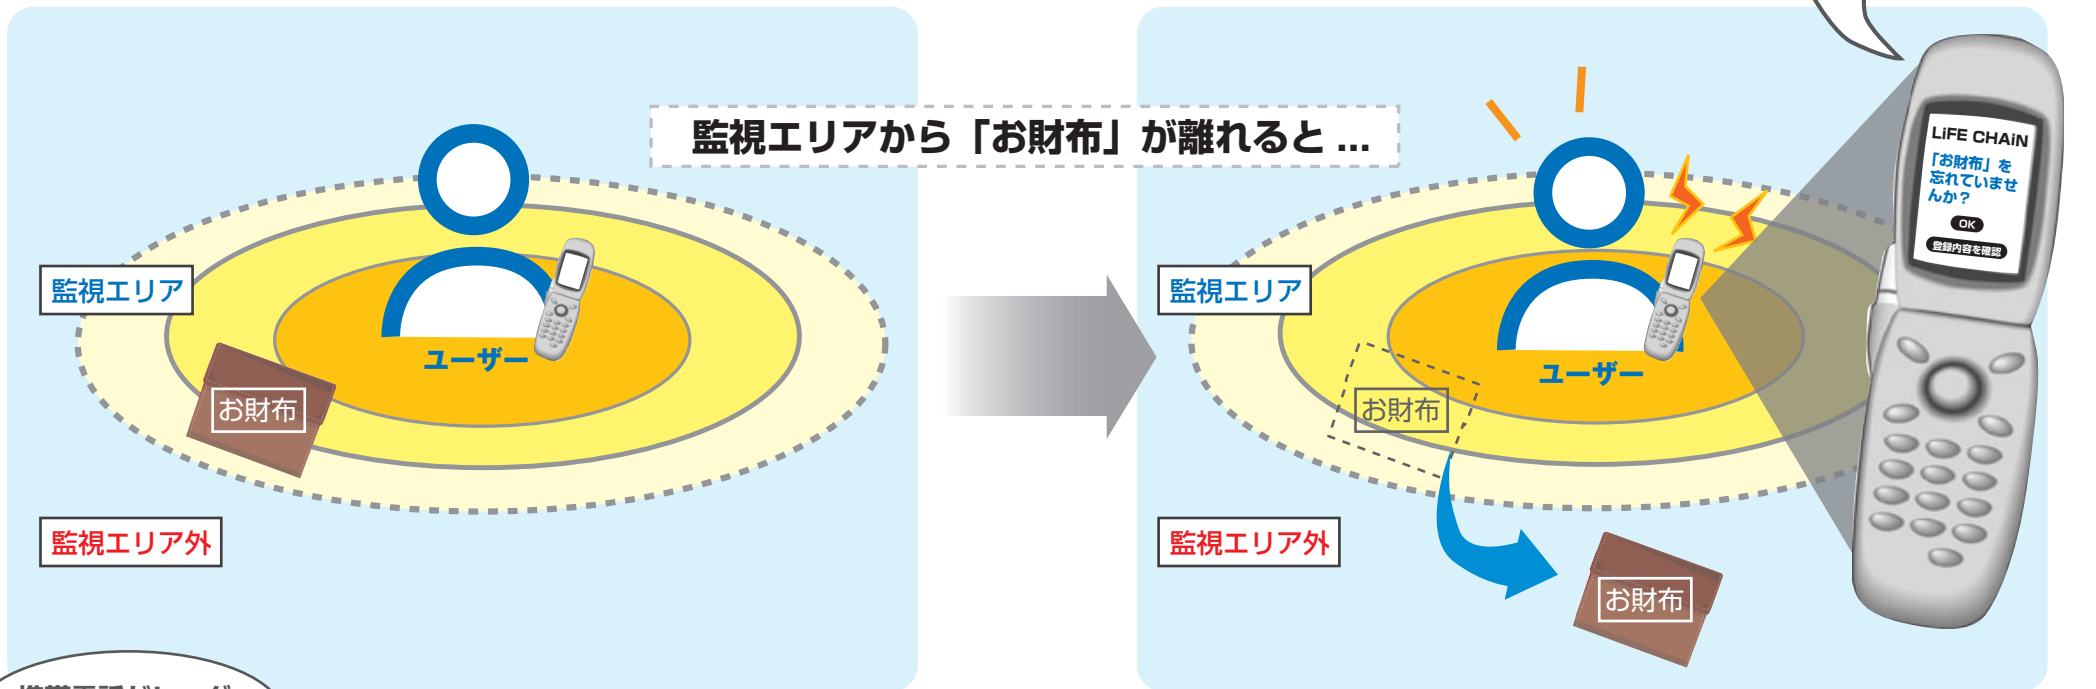 監視エリアから「お財布」が離れると...
監視エリア
ユーザー
お財布
監視エリア外
監視エリア
ユーザー
お財布
監視エリア外
お財布
LiFE CHAiN
「お財布」を
忘れていませ
んか？
OK
登録内容を確認